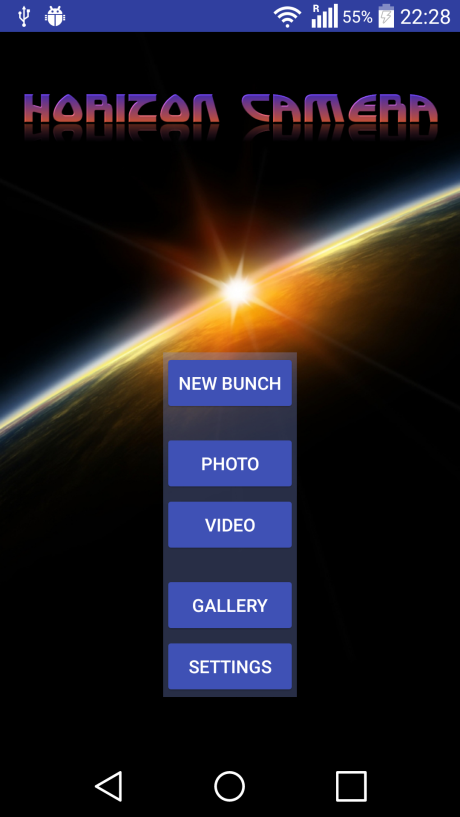 R 55% 22:28
HORIZON CAMERA
NEW BUNCH
PHOTO
VIDEO
GALLERY
SETTINGS